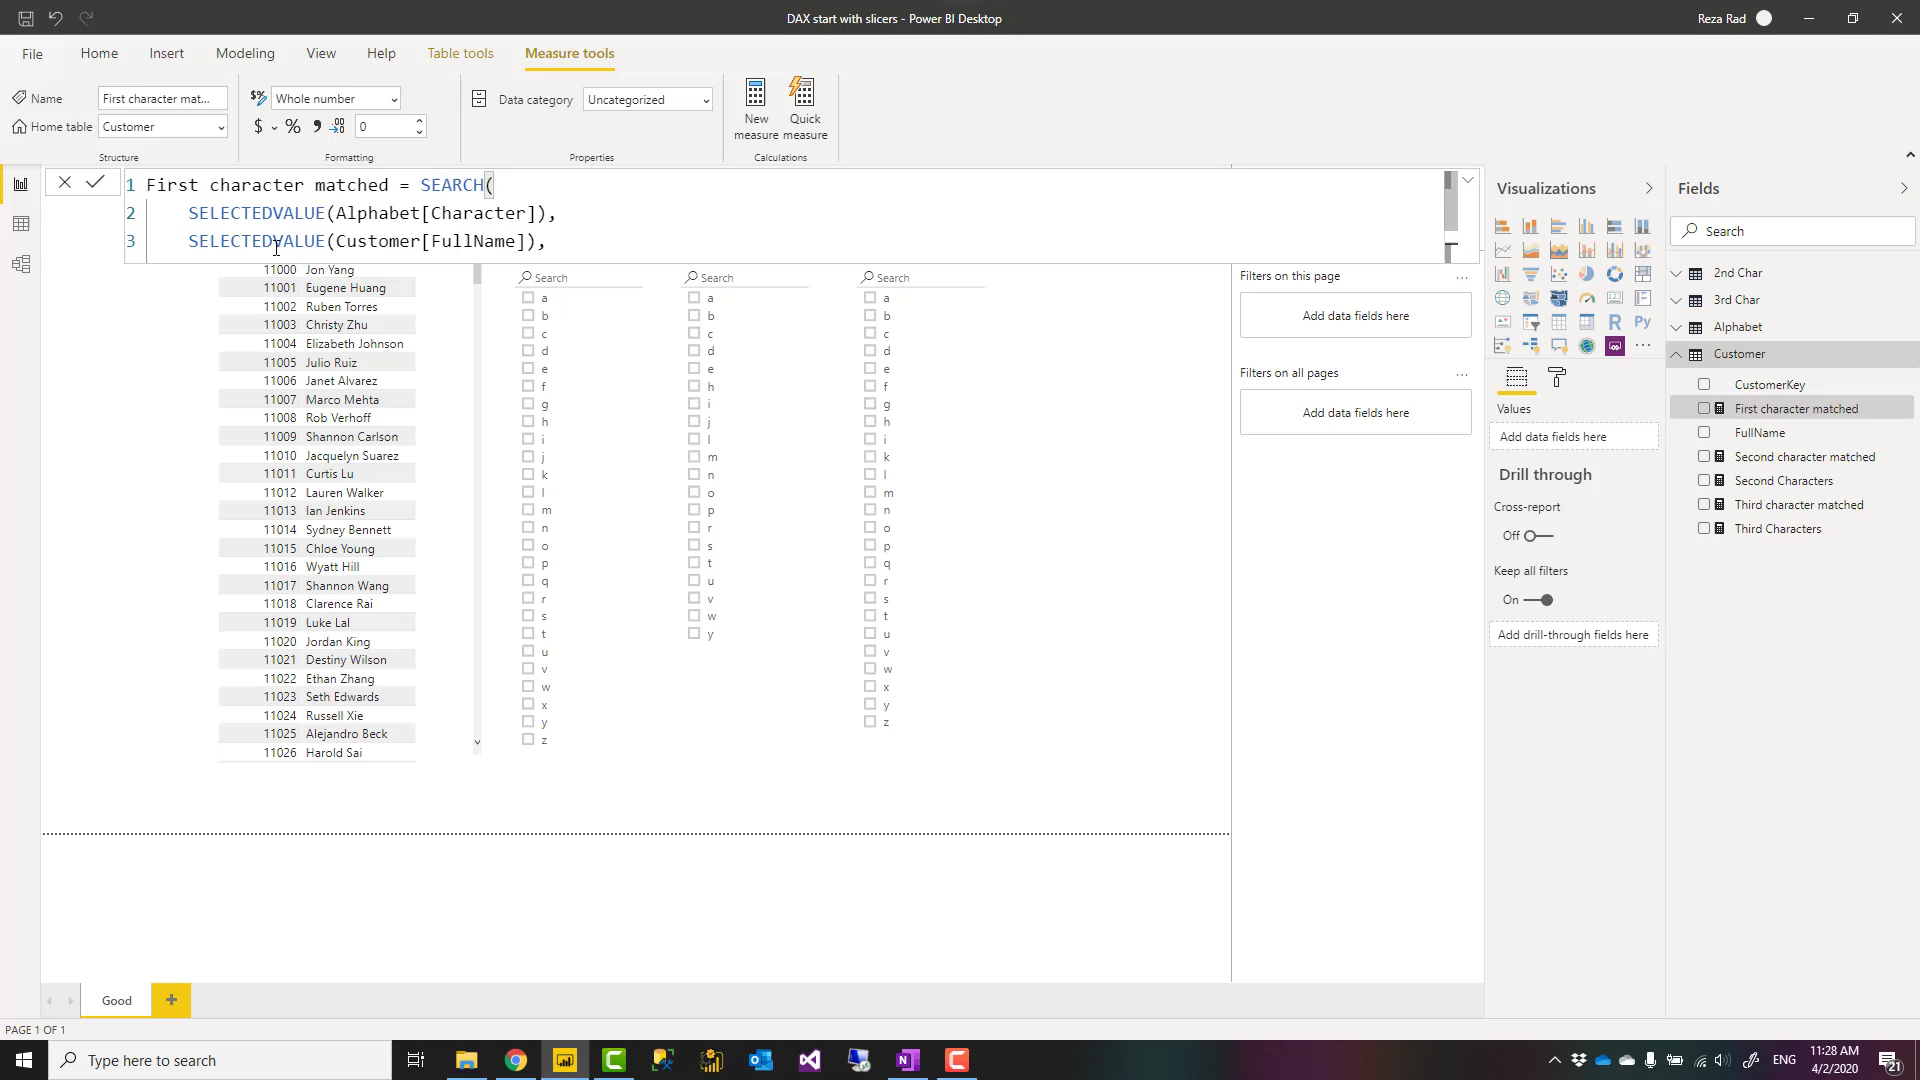 DAX start with slicers - Power BI Desktop
Reza Rad
File
Home
Insert
Modeling
View
Help
Table tools
Measure tools
Name
First character mat...
Home table
Customer
Structure
Whole number
$
%
0
Formatting
Data category
Uncategorized
Properties
New
measure
Quick
measure
Calculations
1 First character matched = SEARCH(
2 SELECTEDVALUE(Alphabet[Character]),
3 SELECTEDVALUE(Customer[FullName]),
11000 Jon Yang
11001 Eugene Huang
11002 Ruben Torres
11003 Christy Zhu
11004 Elizabeth Johnson
11005 Julio Ruiz
11006 Janet Alvarez
11007 Marco Mehta
11008 Rob Verhoff
11009 Shannon Carlson
11010 Jacquelyn Suarez
11011 Curtis Lu
11012 Lauren Walker
11013 Ian Jenkins
11014 Sydney Bennett
11015 Chloe Young
11016 Wyatt Hill
11017 Shannon Wang
11018 Clarence Rai
11019 Luke Lal
11020 Jordan King
11021 Destiny Wilson
11022 Ethan Zhang
11023 Seth Edwards
11024 Russell Xie
11025 Alejandro Beck
11026 Harold Sai
Search
a
b
c
d
e
f
g
h
i
j
k
l
m
n
o
p
q
r
s
t
u
v
w
x
y
z
Search
a
b
c
d
e
h
i
j
l
m
n
o
p
r
s
t
u
v
w
y
Search
a
b
c
d
e
f
g
h
i
k
l
m
n
o
p
q
r
s
t
u
v
w
x
y
z
Filters on this page
...
Add data fields here
Filters on all pages
...
Add data fields here
Visualizations
R
Py
...
Values
Add data fields here
Drill through
Cross-report
Off
Keep all filters
On
Add drill-through fields here
Fields
Search
2nd Char
3rd Char
Alphabet
Customer
CustomerKey
First character matched
FullName
Second character matched
Second Characters
Third character matched
Third Characters
Good
+
PAGE 1 OF 1
Type here to search
ENG
11:28 AM
4/2/2020
21